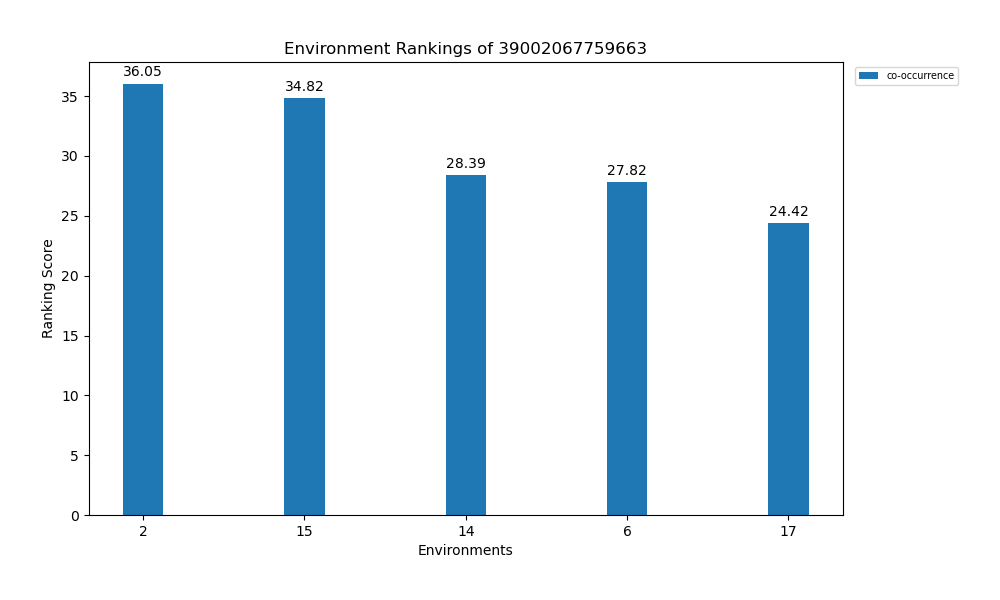 Environment Rankings of 39002067759663
co-occurrence
36.05
34.82
28.39
27.82
24.42
Ranking Score
35
30
25
20
15
10
5
0
2 15 14 6 17
Environments